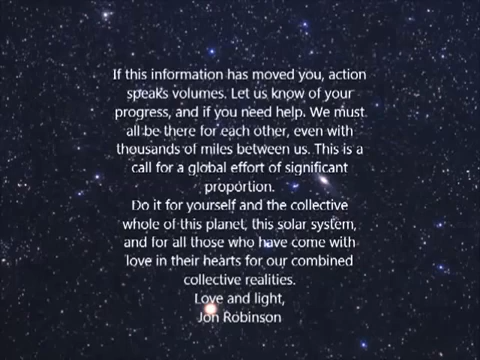 If this information has moved you, action
speaks volumes. Let us know of your
progress, and if you need help. We must
all be there for each other, even with
thousands of miles between us. This is a
call for a global effort of significant
proportion.
Do it for yourself and the collective
whole of this planet, this solar system,
and for all those who have come with
love in their hearts for our combined
collective realities.
Love and light,
Jon Robinson